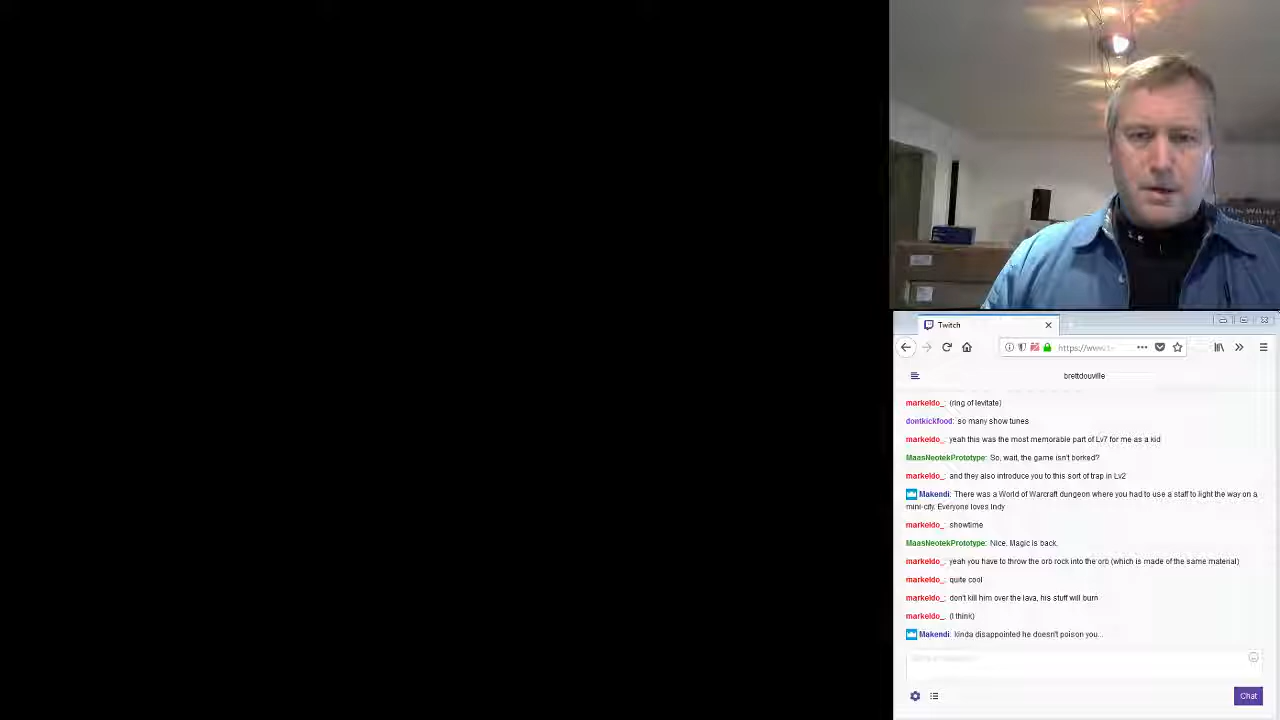 Twitch
https://www.t
brettdouville
markeldo_: (ring of levitate)
dontkickfood: so many show tunes
markeldo_: yeah this was the most memorable part of Lv7 for me as a kid
MaasNeotekPrototype: So, wait, the game isn't borked?
markeldo_: and they also introduce you to this sort of trap in Lv2
Makendi: There was a World of Warcraft dungeon where you had to use a staff to light the way on a
mini-city. Everyone loves Indy
markeldo_: showtime
MaasNeotekPrototype: Nice. Magic is back.
markeldo_: yeah you have to throw the orb rock into the orb (which is made of the same material)
markeldo_: quite cool
markeldo_: don't kill him over the lava, his stuff will burn
markeldo_: (I think)
Makendi: kinda disappointed he doesn't poison you...
Chat